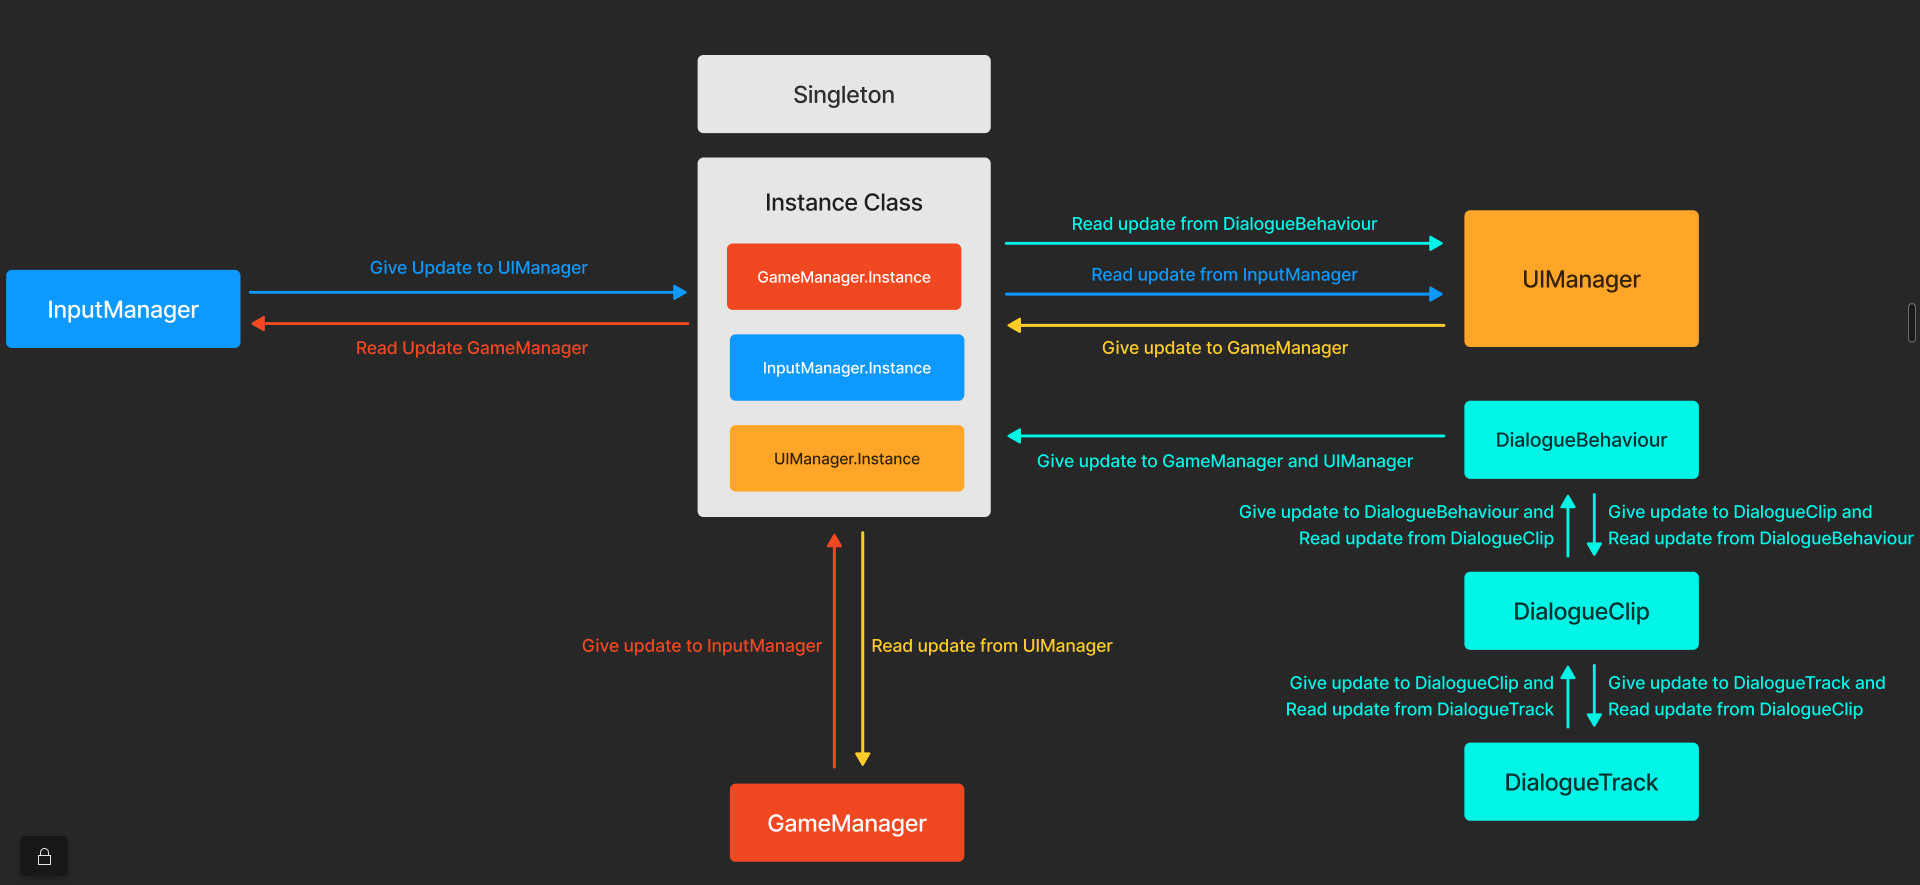 Singleton
Instance Class
GameManager.Instance
InputManager.Instance
UIManager.Instance
InputManager
Give Update to UIManager
Read Update GameManager
Read update from DialogueBehaviour
Read update from InputManager
Give update to GameManager
UIManager
DialogueBehaviour
Give update to GameManager and UIManager
Give update to DialogueBehaviour and
Read update from DialogueClip
Give update to DialogueClip and
Read update from DialogueBehaviour
DialogueClip
Give update to DialogueClip and
Read update from DialogueTrack
Give update to DialogueTrack and
Read update from DialogueClip
DialogueTrack
Give update to InputManager
Read update from UIManager
GameManager